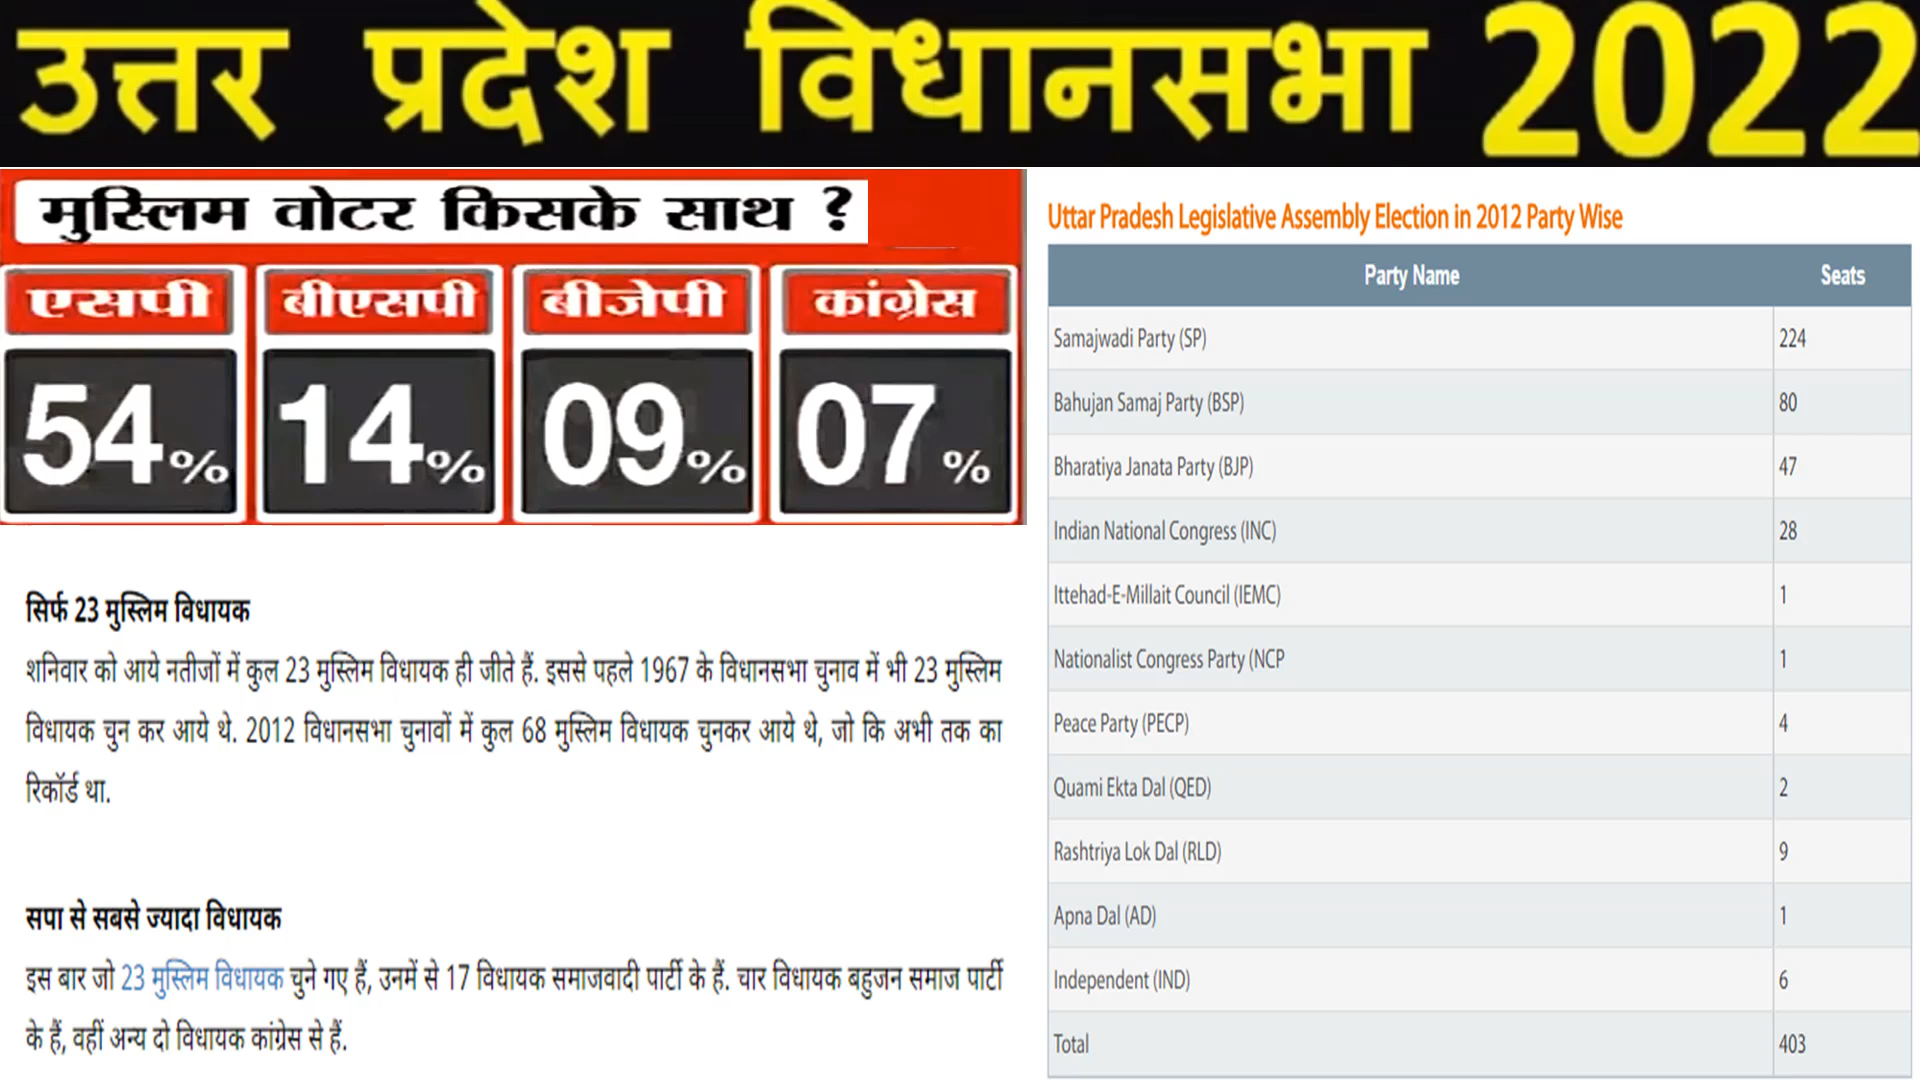 उत्तर प्रदेश विधानसभा 2022
मुस्लिम वोटर किसके साथ ?
एसपी बीएसपी बीजेपी कांग्रेस
54% 14% 09% 07%
सिर्फ 23 मुस्लिम विधायक
शनिवार को आये नतीजों में कुल 23 मुस्लिम विधायक ही जीते हैं. इससे पहले 1967 के विधानसभा चुनाव में भी 23 मुस्लिम
विधायक चुन कर आये थे. 2012 विधानसभा चुनावों में कुल 68 मुस्लिम विधायक चुनकर आये थे, जो कि अभी तक का
रिकॉर्ड था.
सपा से सबसे ज्यादा विधायक
इस बार जो 23 मुस्लिम विधायक चुने गए हैं, उनमें से 17 विधायक समाजवादी पार्टी के हैं. चार विधायक बहुजन समाज पार्टी
के हैं, वहीं अन्य दो विधायक कांग्रेस से हैं.
Uttar Pradesh Legislative Assembly Election in 2012 Party Wise
Party Name Seats
Samajwadi Party (SP) 224
Bahujan Samaj Party (BSP) 80
Bharatiya Janata Party (BJP) 47
Indian National Congress (INC) 28
Ittehad-E-Millait Council (IEMC) 1
Nationalist Congress Party (NCP 1
Peace Party (PECP) 4
Quami Ekta Dal (QED) 2
Rashtriya Lok Dal (RLD) 9
Apna Dal (AD) 1
Independent (IND) 6
Total 403